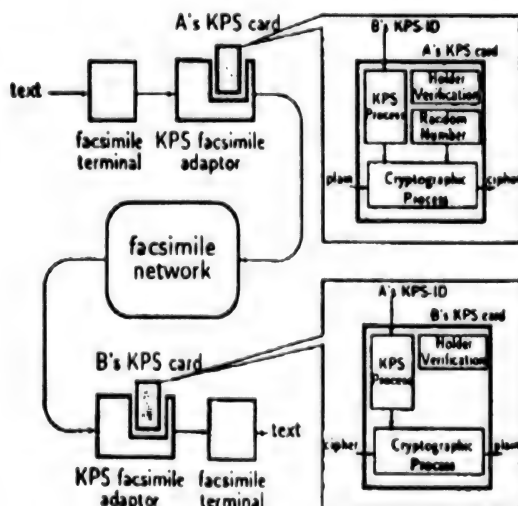 A's KPS card
text
facsimile
terminal
KPS facsimile
adaptor
B's KPS-ID
A's KPS card
KPS
Process
Holder
Verification
Random
Number
plain
Cryptographic
Process
cipher
facsimile
network
B's KPS card
text
KPS facsimile
adaptor
facsimile
terminal
A's KPS-ID
B's KPS card
KPS
Process
Holder
Verification
cipher
Cryptographic
Process
plain